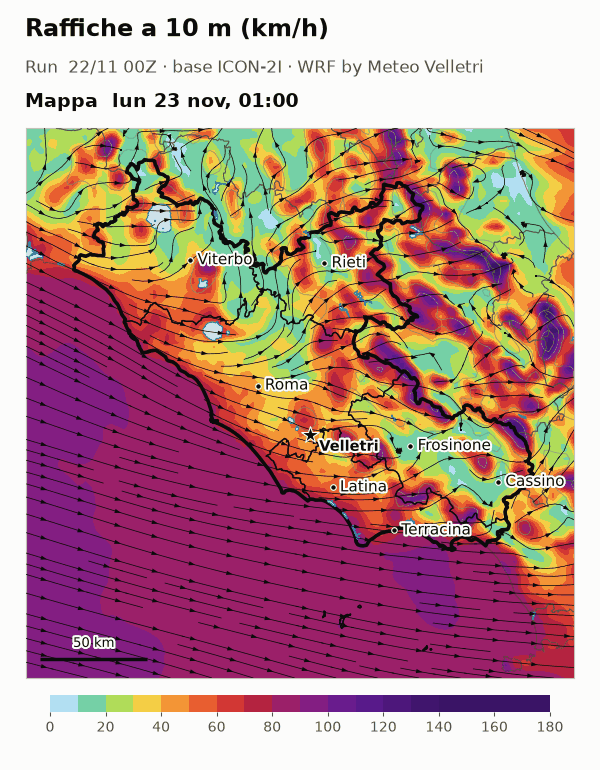 Raffiche a 10 m (km/h)
Run 22/11 00Z · base ICON-2I · WRF by Meteo Velletri
Mappa lun 23 nov, 01:00
Viterbo
Rieti
Roma
Velletri
Frosinone
Cassino
Latina
Terracina
50 km
0 20 40 60 80 100 120 140 160 180